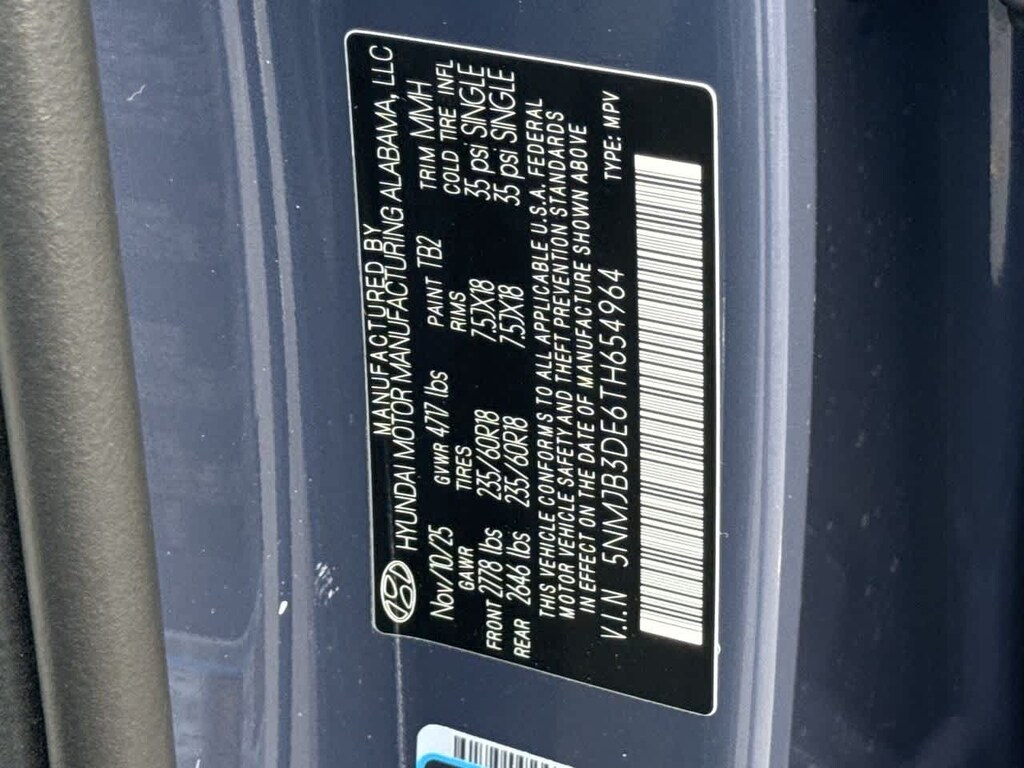 MANUFACTURED BY
HYUNDAI MOTOR MANUFACTURING ALABAMA, LLC
Nov/10/25 GVWR 4717 lbs PAINT TB2 TRIM MMH
GAWR TIRES RIMS COLD TIRE INFL
FRONT 2778 lbs 235/60R18 7.5JX18 35 psi SINGLE
REAR 2646 lbs 235/60R18 7.5JX18 35 psi SINGLE
THIS VEHICLE CONFORMS TO ALL APPLICABLE U.S.A. FEDERAL
MOTOR VEHICLE SAFETY AND THEFT PREVENTION STANDARDS
IN EFFECT ON THE DATE OF MANUFACTURE SHOWN ABOVE
V.I.N 5NMJB3DE6TH654964 TYPE: MPV